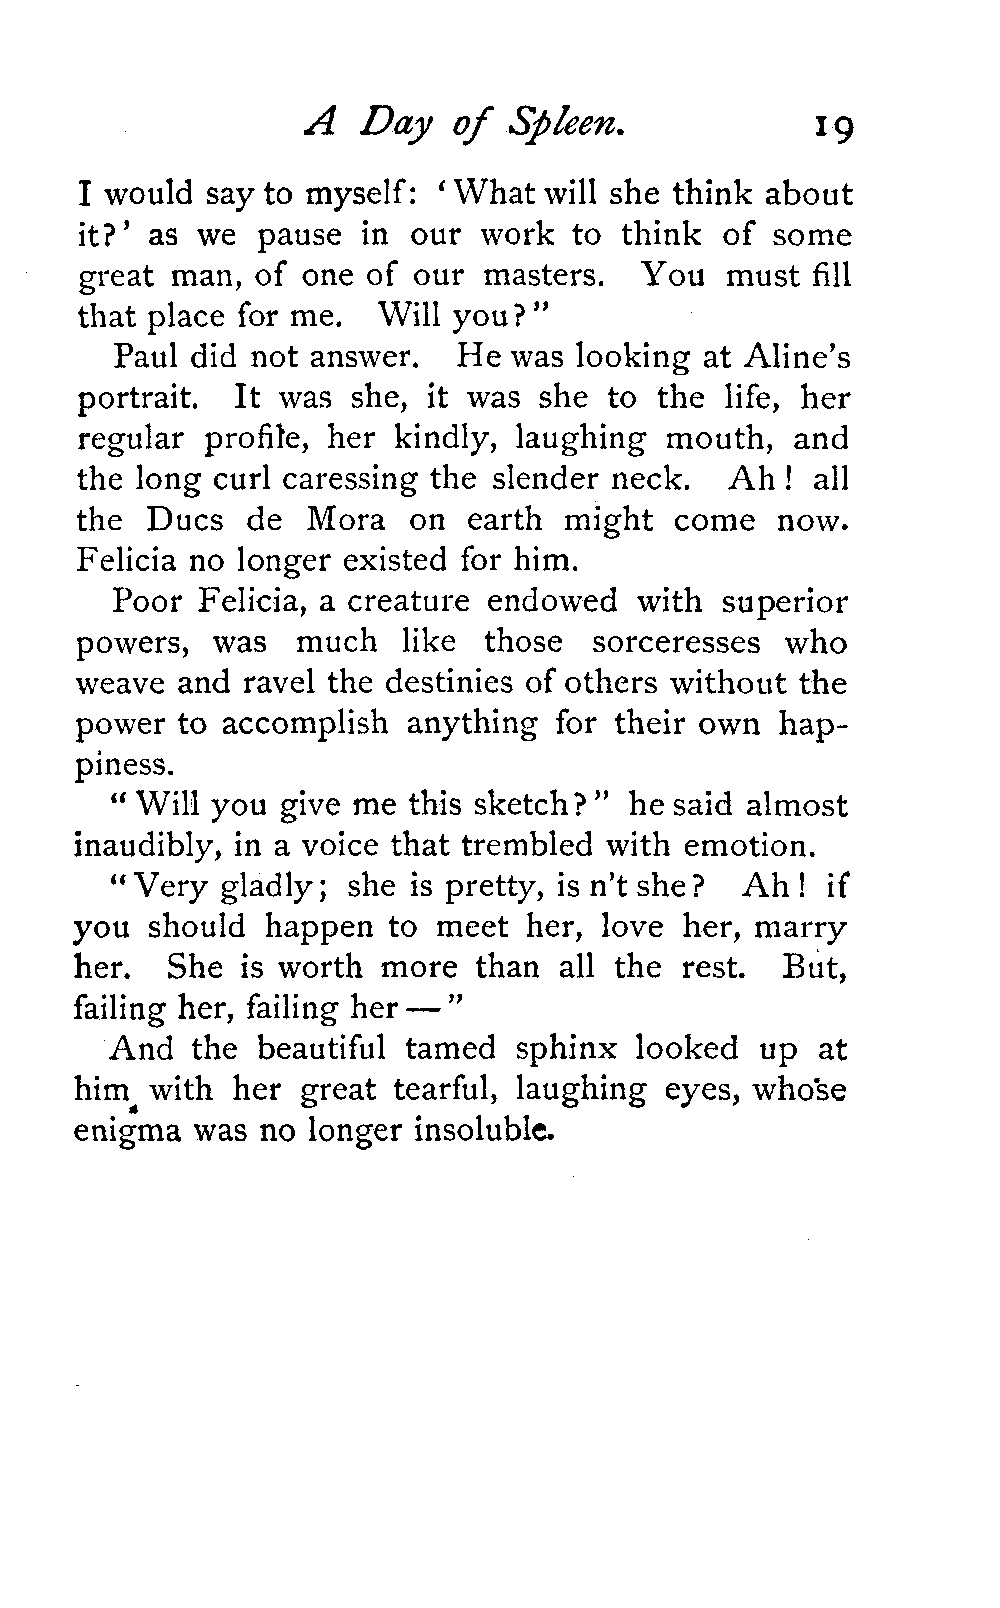 A Day of Spleen. 19
I would say to myself: ‘What will she think about
it?’ as we pause in our work to think of some
great man, of one of our masters. You must fill
that place for me. Will you?”
Paul did not answer. He was looking at Aline’s
portrait. It was she, it was she to the life, her
regular profile, her kindly, laughing mouth, and
the long curl caressing the slender neck. Ah! all
the Ducs de Mora on earth might come now.
Felicia no longer existed for him.
Poor Felicia, a creature endowed with superior
powers, was much like those sorceresses who
weave and ravel the destinies of others without the
power to accomplish anything for their own hap-
piness.
“Will you give me this sketch?” he said almost
inaudibly, in a voice that trembled with emotion.
“Very gladly; she is pretty, is n’t she? Ah! if
you should happen to meet her, love her, marry
her. She is worth more than all the rest. But,
failing her, failing her—”
And the beautiful tamed sphinx looked up at
him with her great tearful, laughing eyes, whose
enigma was no longer insoluble.